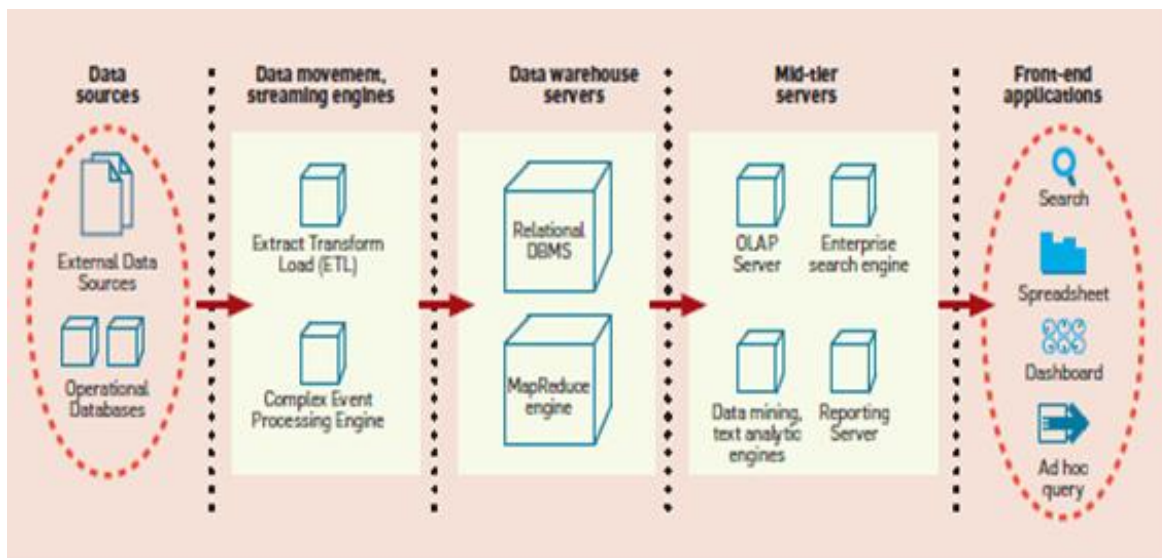 Data
sources
Data movement,
streaming engines
Data warehouse
servers
Mid-tier
servers
Front-end
applications
External Data
Sources
Operational
Databases
Extract Transform
Load (ETL)
Complex Event
Processing Engine
Relational
DBMS
MapReduce
engine
OLAP
Server
Enterprise
search engine
Data mining,
text analytic
engines
Reporting
Server
Search
Spreadsheet
Dashboard
Ad hoc
query